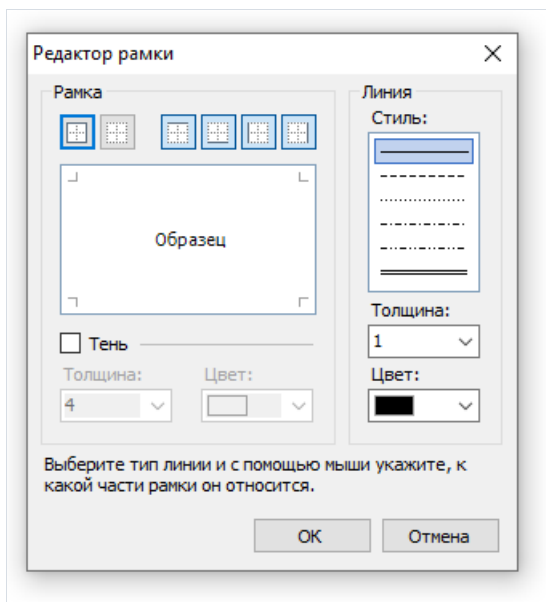 Редактор рамки
Рамка
Линия
Стиль:
Образец
Толщина:
1
Тень
Толщина:
Цвет:
Цвет:
4
Выберите тип линии и с помощью мыши укажите, к
какой части рамки он относится.
OK
Отмена